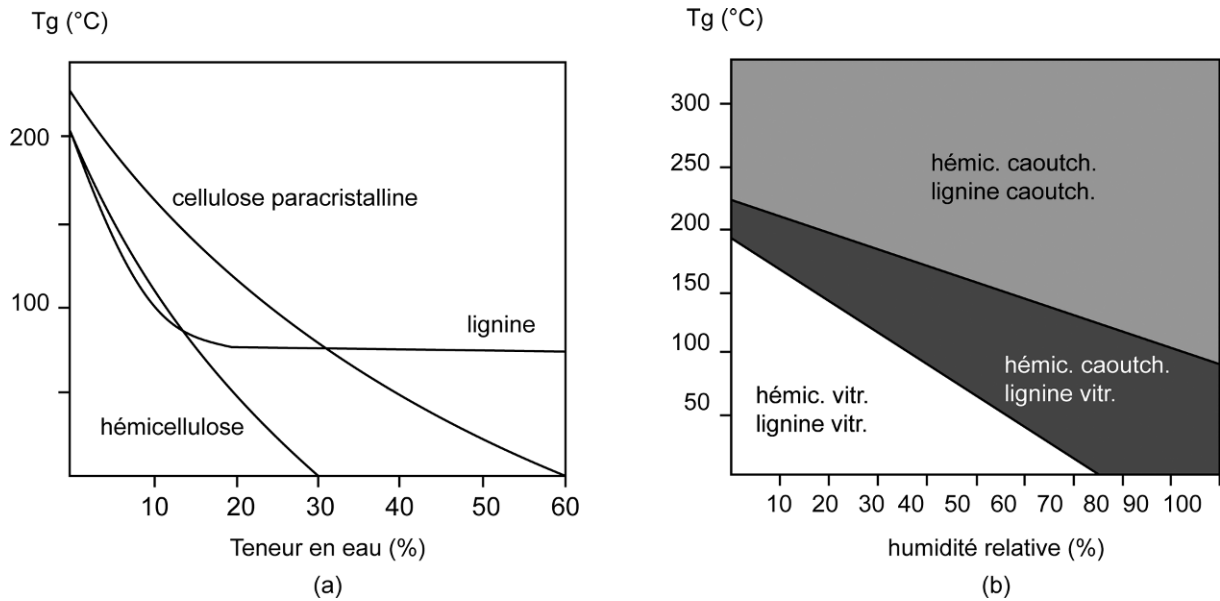 Tg (°C)
200
100
cellulose paracristalline
lignine
hémicellulose
10 20 30 40 50 60
Teneur en eau (%)
(a)
Tg (°C)
300
250
200
150
100
50
hémic. caoutch.
lignine caoutch.
hémic. caoutch.
lignine vitr.
hémic. vitr.
lignine vitr.
10 20 30 40 50 60 70 80 90 100
humidité relative (%)
(b)